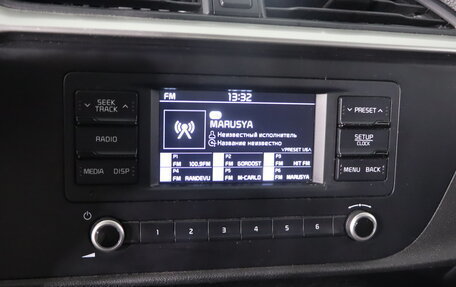 SEEK
TRACK
RADIO
MEDIA DISP
FM
13:32
MARUSYA
Неизвестный исполнитель
Название неизвестно
P1
FM 100,9FM
P2
FM GORDOST
P3
FM HIT FM
P4
FM RANDEVU
P5
FM M-CARLO
P6
FM MARUSYA
PRESET
SETUP
CLOCK
MENU BACK
1 2 3 4 5 6